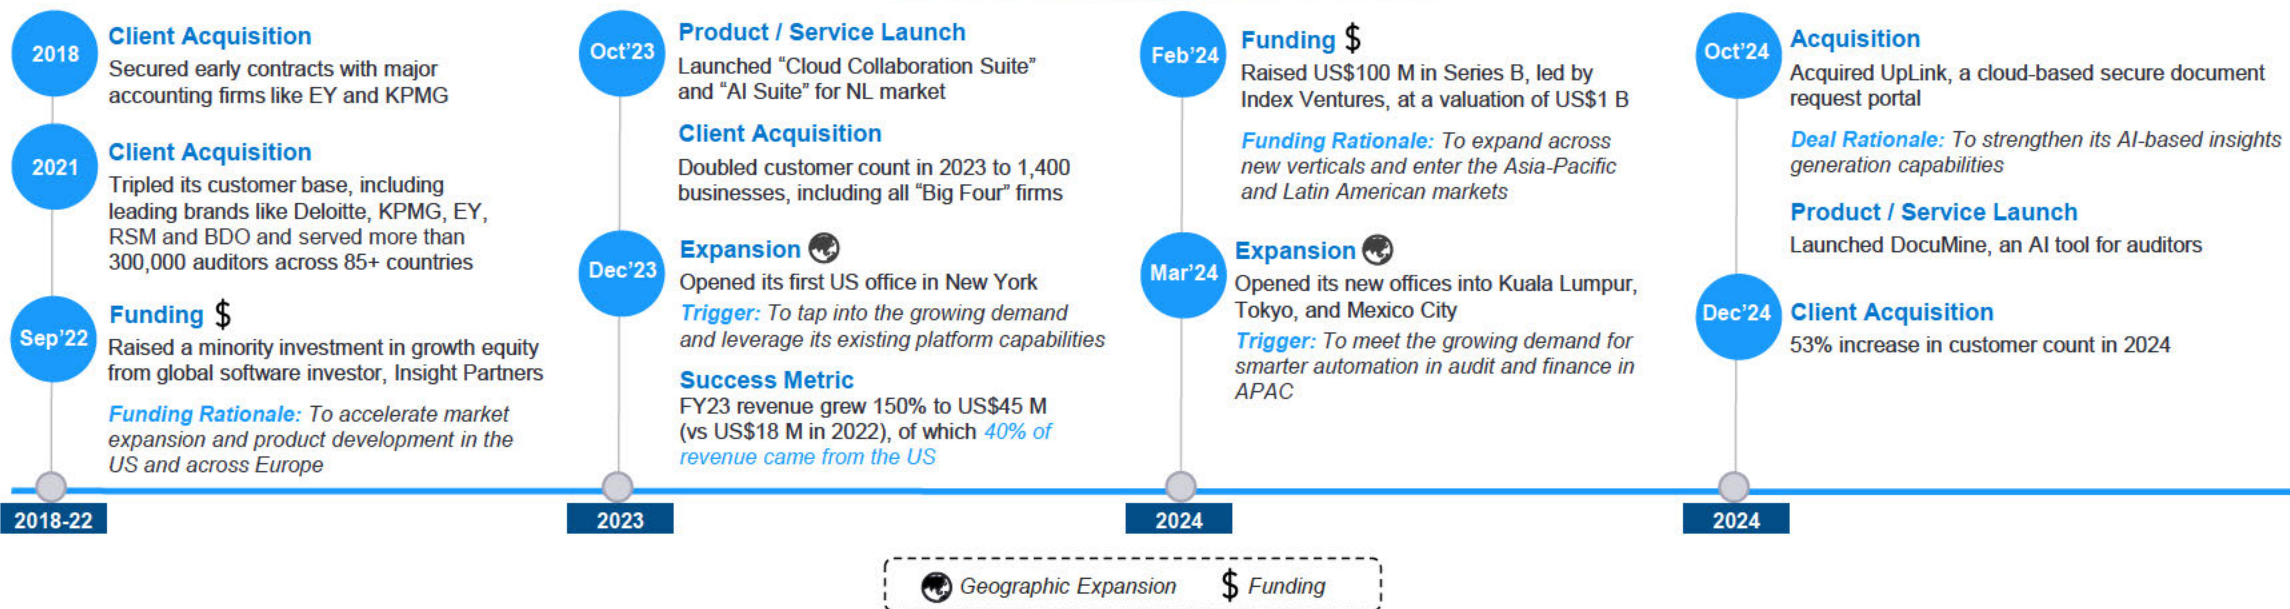 2018
Client Acquisition
Secured early contracts with major
accounting firms like EY and KPMG
2021
Client Acquisition
Tripled its customer base, including
leading brands like Deloitte, KPMG, EY,
RSM and BDO and served more than
300,000 auditors across 85+ countries
Sep’22
Funding $
Raised a minority investment in growth equity
from global software investor, Insight Partners
Funding Rationale: To accelerate market
expansion and product development in the
US and across Europe
2018-22
Oct’23
Product / Service Launch
Launched “Cloud Collaboration Suite”
and “AI Suite” for NL market
Client Acquisition
Doubled customer count in 2023 to 1,400
businesses, including all “Big Four” firms
Dec’23
Expansion
Opened its first US office in New York
Trigger: To tap into the growing demand
and leverage its existing platform capabilities
Success Metric
FY23 revenue grew 150% to US$45 M
(vs US$18 M in 2022), of which 40% of
revenue came from the US
2023
Feb’24
Funding $
Raised US$100 M in Series B, led by
Index Ventures, at a valuation of US$1 B
Funding Rationale: To expand across
new verticals and enter the Asia-Pacific
and Latin American markets
Mar’24
Expansion
Opened its new offices into Kuala Lumpur,
Tokyo, and Mexico City
Trigger: To meet the growing demand for
smarter automation in audit and finance in
APAC
2024
Oct’24
Acquisition
Acquired UpLink, a cloud-based secure document
request portal
Deal Rationale: To strengthen its AI-based insights
generation capabilities
Product / Service Launch
Launched DocuMine, an AI tool for auditors
Dec’24
Client Acquisition
53% increase in customer count in 2024
2024
Geographic Expansion
$ Funding